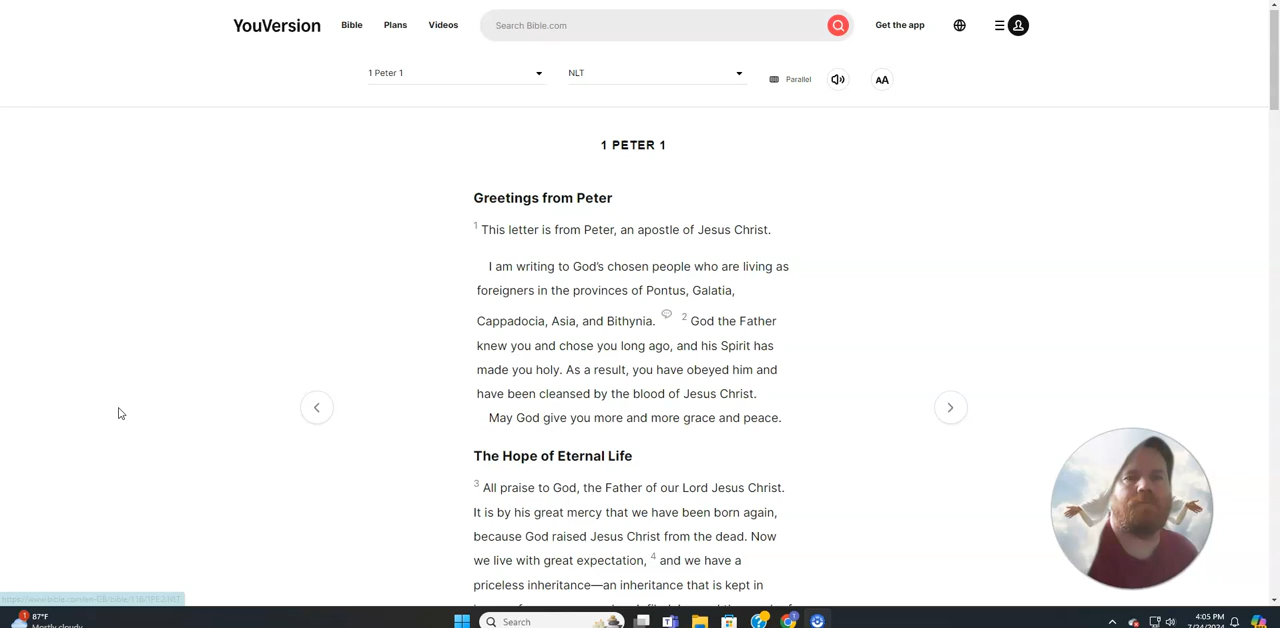 YouVersion
Bible
Plans
Videos
Search Bible.com
Get the app
1 Peter 1
NLT
Parallel
AA
1 PETER 1
Greetings from Peter
1 This letter is from Peter, an apostle of Jesus Christ.
I am writing to God's chosen people who are living as
foreigners in the provinces of Pontus, Galatia,
Cappadocia, Asia, and Bithynia. 2 God the Father
knew you and chose you long ago, and his Spirit has
made you holy. As a result, you have obeyed him and
have been cleansed by the blood of Jesus Christ.
May God give you more and more grace and peace.
The Hope of Eternal Life
3 All praise to God, the Father of our Lord Jesus Christ.
It is by his great mercy that we have been born again,
because God raised Jesus Christ from the dead. Now
we live with great expectation, 4 and we have a
priceless inheritance—an inheritance that is kept in
1
87°F
Mostly cloudy
Search
4:05 PM
7/24/2024